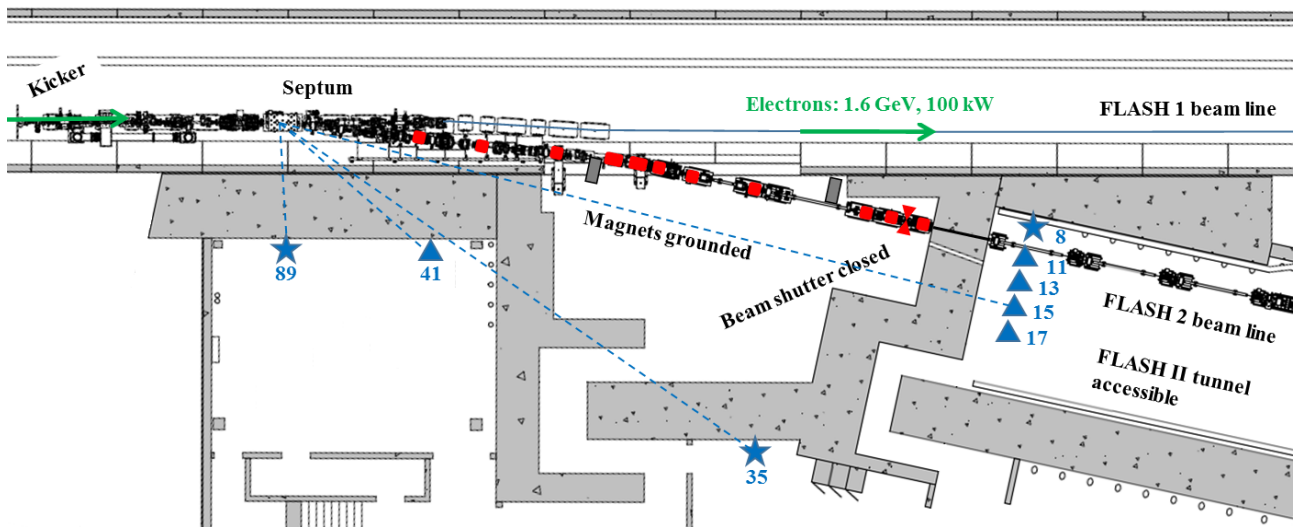 Kicker
Septum
Electrons: 1.6 GeV, 100 kW
FLASH 1 beam line
Magnets grounded
Beam shutter closed
89
41
35
8
11
13
15
17
FLASH 2 beam line
FLASH II tunnel
accessible